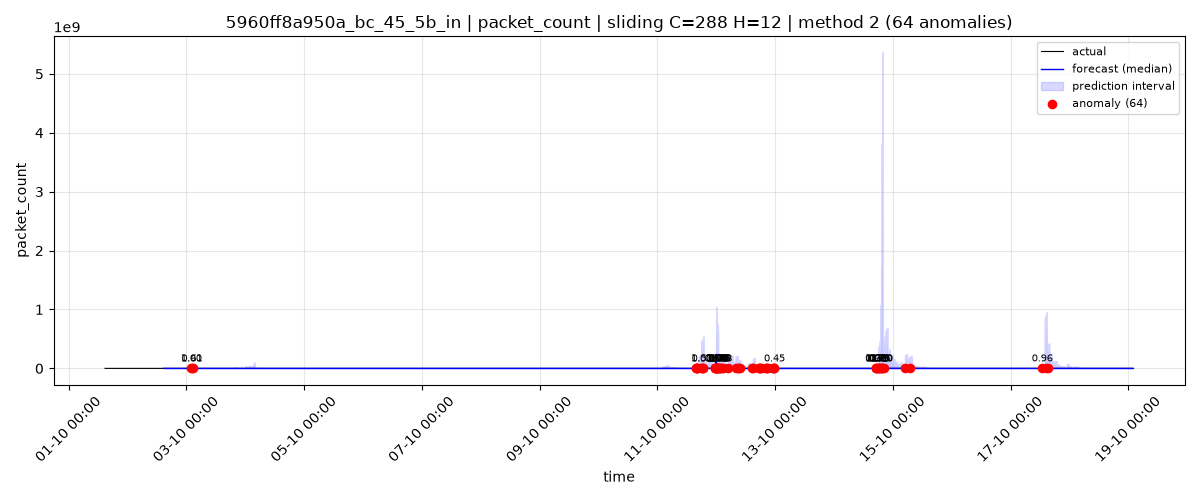 5960ff8a950a_bc_45_5b_in | packet_count | sliding C=288 H=12 | method 2 (64 anomalies)
1e9
actual
forecast (median)
prediction interval
anomaly (64)
5
4
3
2
1
0
packet_count
0.45
0.96
01-10 00:00
03-10 00:00
05-10 00:00
07-10 00:00
09-10 00:00
11-10 00:00
13-10 00:00
15-10 00:00
17-10 00:00
19-10 00:00
time